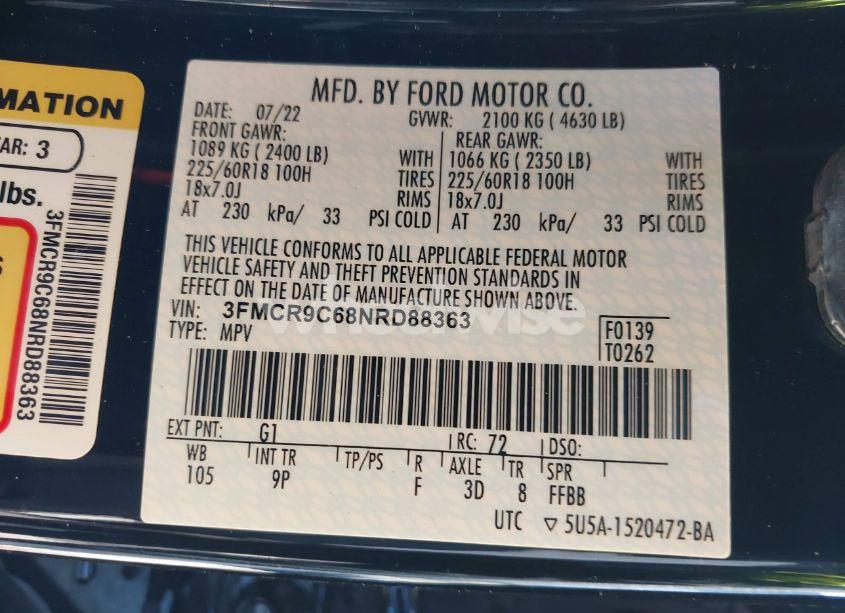 MATION
AR: 3
lbs.
S
3FMCR9C68NRD88363
MFD. BY FORD MOTOR CO.
DATE: 07/22 GVWR: 2100 KG ( 4630 LB)
FRONT GAWR: REAR GAWR:
1089 KG ( 2400 LB) WITH 1066 KG ( 2350 LB) WITH
225/60R18 100H TIRES 225/60R18 100H TIRES
18x7.0J RIMS 18x7.0J RIMS
AT 230 kPa/ 33 PSI COLD AT 230 kPa/ 33 PSI COLD
THIS VEHICLE CONFORMS TO ALL APPLICABLE FEDERAL MOTOR
VEHICLE SAFETY AND THEFT PREVENTION STANDARDS IN
EFFECT ON THE DATE OF MANUFACTURE SHOWN ABOVE.
VIN: 3FMCR9C68NRD88363
TYPE: MPV
F0139
T0262
EXT PNT: G1 RC: 72 DSO:
WB INT TR TP/PS R AXLE TR SPR
105 9P F 3D 8 FFBB
UTC ▽ 5U5A-1520472-BA